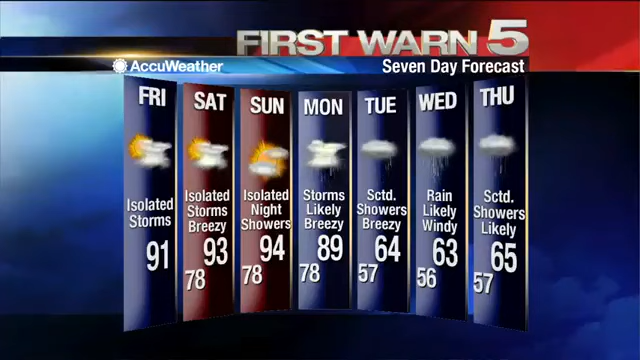 FIRST WARN 5
AccuWeather
Seven Day Forecast
FRI
Isolated
Storms
91
SAT
Isolated
Storms
Breezy
93
78
SUN
Isolated
Night
Showers
94
78
MON
Storms
Likely
Breezy
89
78
TUE
Sctd.
Showers
Breezy
64
57
WED
Rain
Likely
Windy
63
56
THU
Sctd.
Showers
Likely
65
57